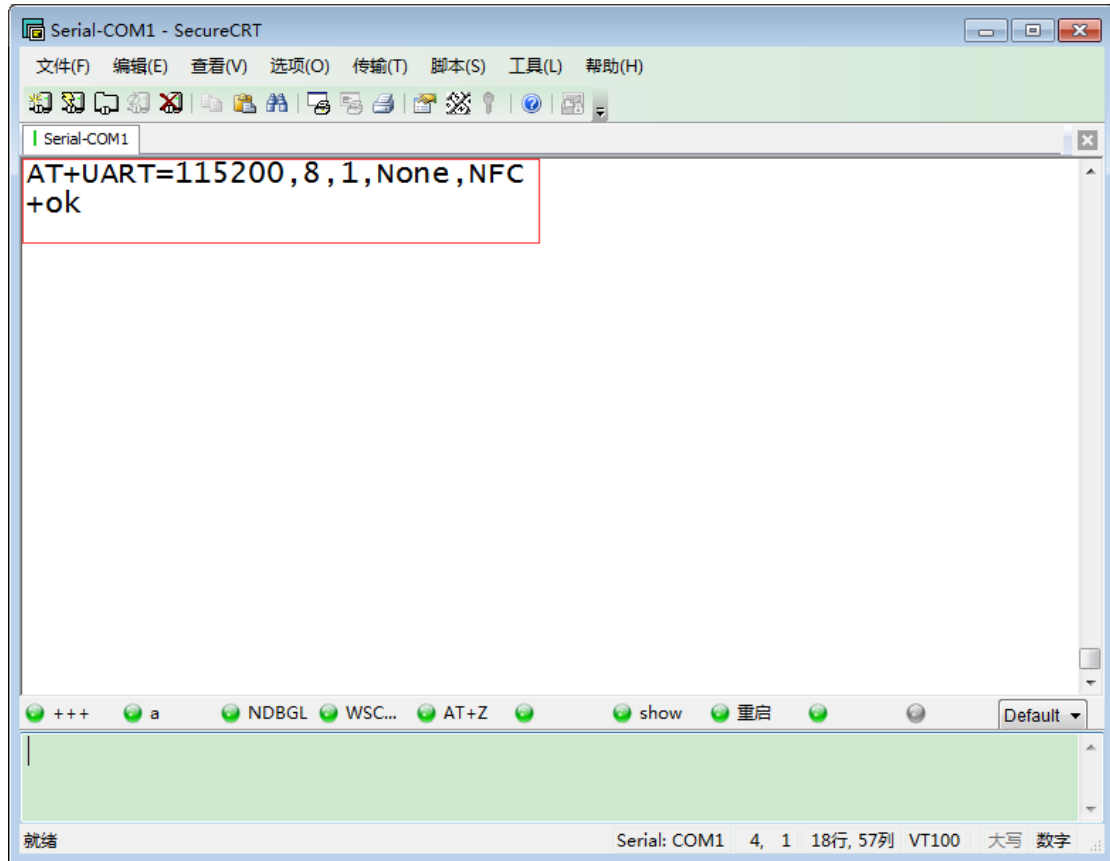 Serial-COM1 - SecureCRT
文件(F) 编辑(E) 查看(V) 选项(O) 传输(T) 脚本(S) 工具(L) 帮助(H)
Serial-COM1
AT+UART=115200,8,1,None,NFC
+ok
+++ a NDBGL WSC... AT+Z show 重启 Default
就绪 Serial: COM1 4, 1 18行, 57列 VT100 大写 数字